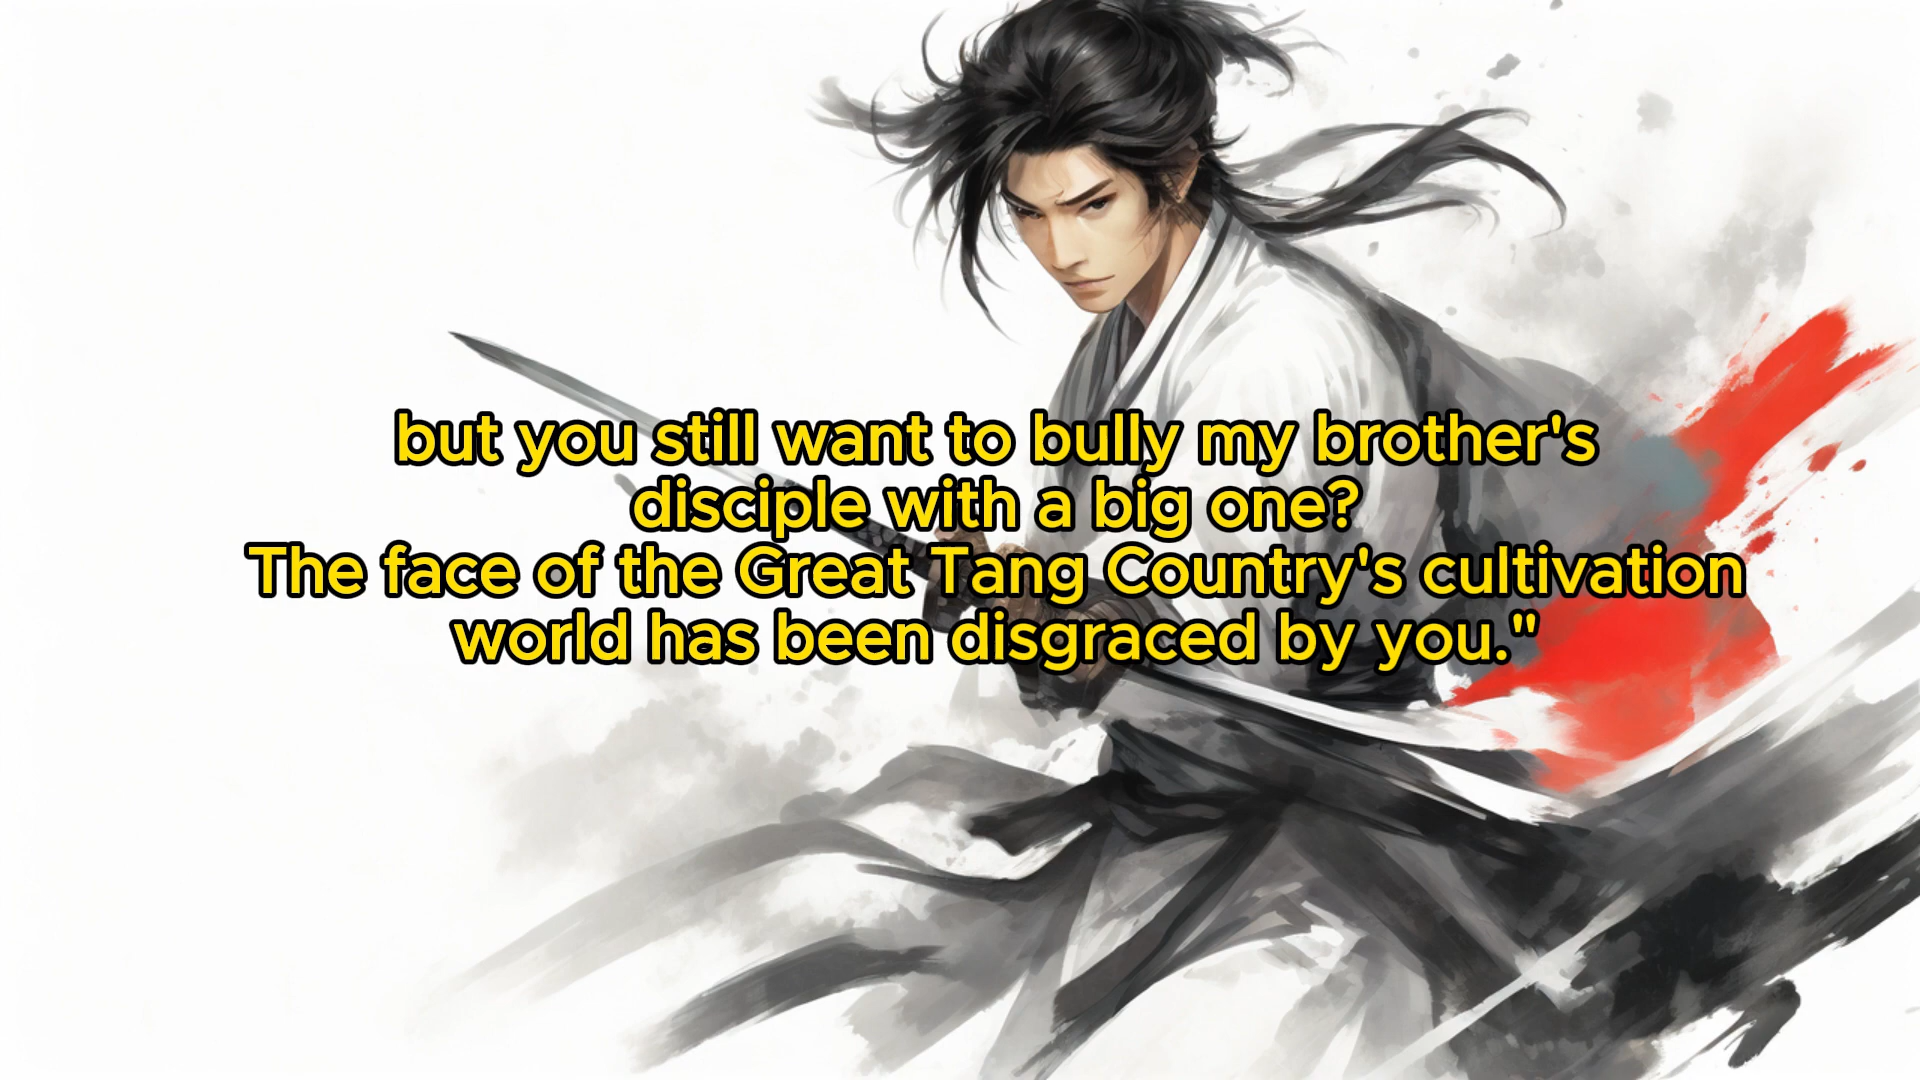 but you still want to bully my brother's
disciple with a big one?
The face of the Great Tang Country's cultivation
world has been disgraced by you."